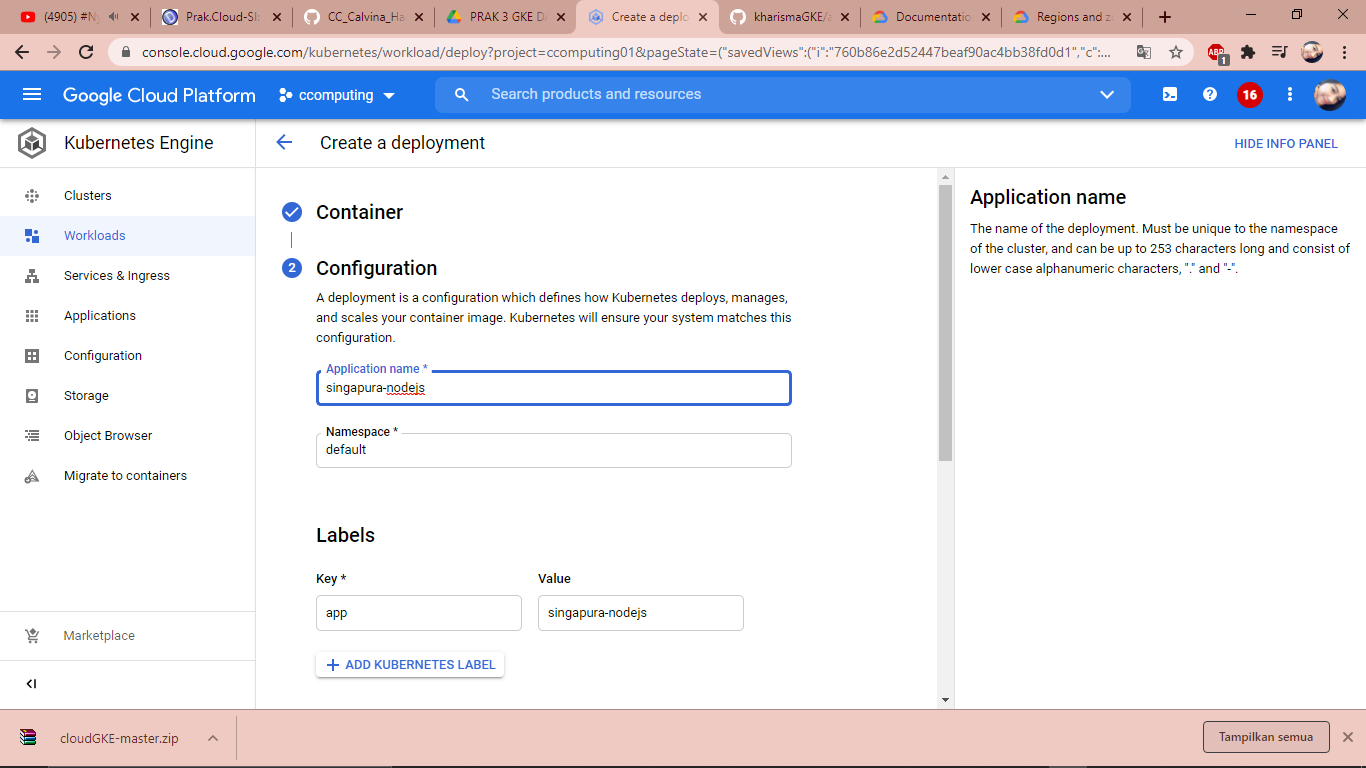 (4905) #N
Prak.Cloud-Sl
CC_Calvina_Ha
PRAK 3 GKE D
Create a deplo
kharismaGKE/a
Documentatio
Regions and z
console.cloud.google.com/kubernetes/workload/deploy?project=ccomputing01&pageState=("savedViews":("i":"760b86e2d52447beaf90ac4bb38fd0d1","c":...
ABP
1
Google Cloud Platform
ccomputing
Search products and resources
16
Kubernetes Engine
Create a deployment
HIDE INFO PANEL
Clusters
Workloads
Services & Ingress
Applications
Configuration
Storage
Object Browser
Migrate to containers
Marketplace
Container
2
Configuration
A deployment is a configuration which defines how Kubernetes deploys, manages,
and scales your container image. Kubernetes will ensure your system matches this
configuration.
Application name *
singapura-nodejs
Namespace *
default
Labels
Key *
Value
app
singapura-nodejs
ADD KUBERNETES LABEL
Application name
The name of the deployment. Must be unique to the namespace
of the cluster, and can be up to 253 characters long and consist of
lower case alphanumeric characters, "." and "-".
cloudGKE-master.zip
Tampilkan semua